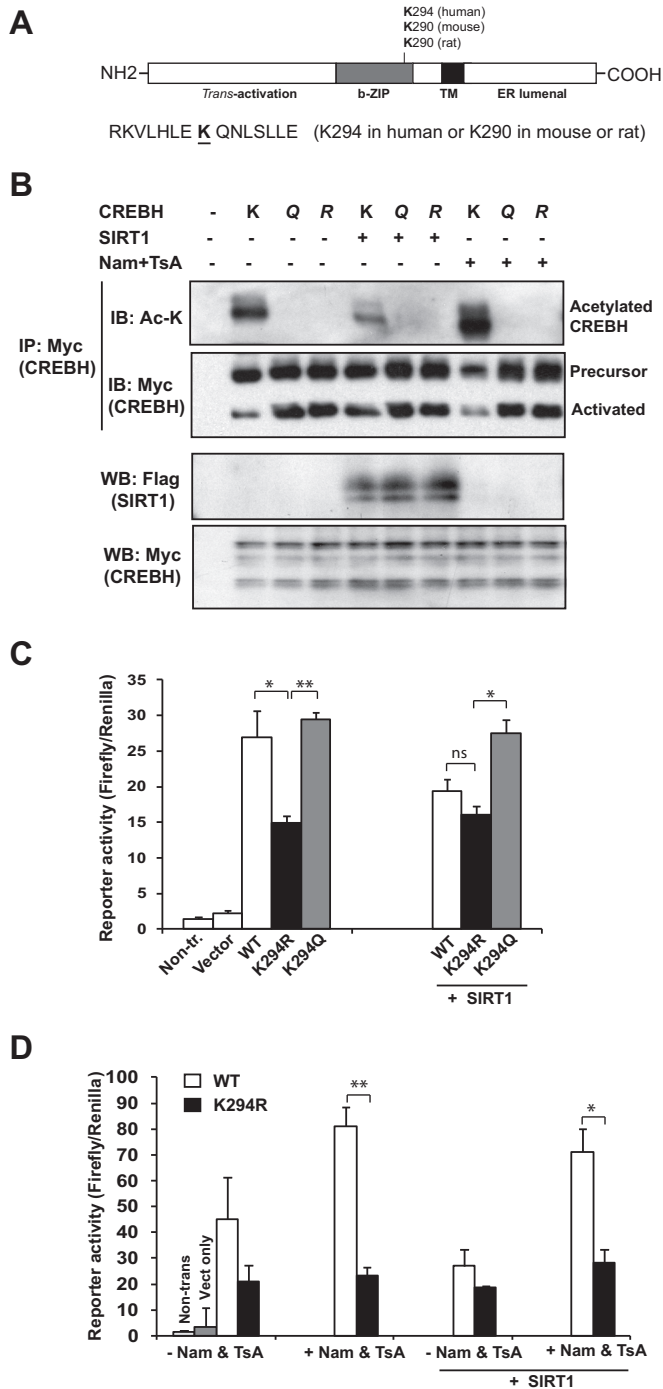 A
K294 (human)
K290 (mouse)
K290 (rat)
NH2 COOH
Trans-activation b-ZIP TM ER lumenal
RKVLHLE K QNLSLLE (K294 in human or K290 in mouse or rat)
B
CREBH - K Q R K Q R K Q R
SIRT1 - - - - + + + - - -
Nam+TsA - - - - - - - + + +
IP: Myc
(CREBH)
IB: Ac-K
Acetylated
CREBH
IB: Myc
(CREBH)
Precursor
Activated
WB: Flag
(SIRT1)
WB: Myc
(CREBH)
C
Reporter activity (Firefly/Renilla)
35
30
25
20
15
10
5
0
* ** ns *
Non-tr. Vector WT K294R K294Q WT K294R K294Q
+ SIRT1
D
Reporter activity (Firefly/Renilla)
100
90
80
70
60
50
40
30
20
10
0
WT
K294R
Non-trans
Vect only
** *
- Nam & TsA + Nam & TsA - Nam & TsA + Nam & TsA
+ SIRT1